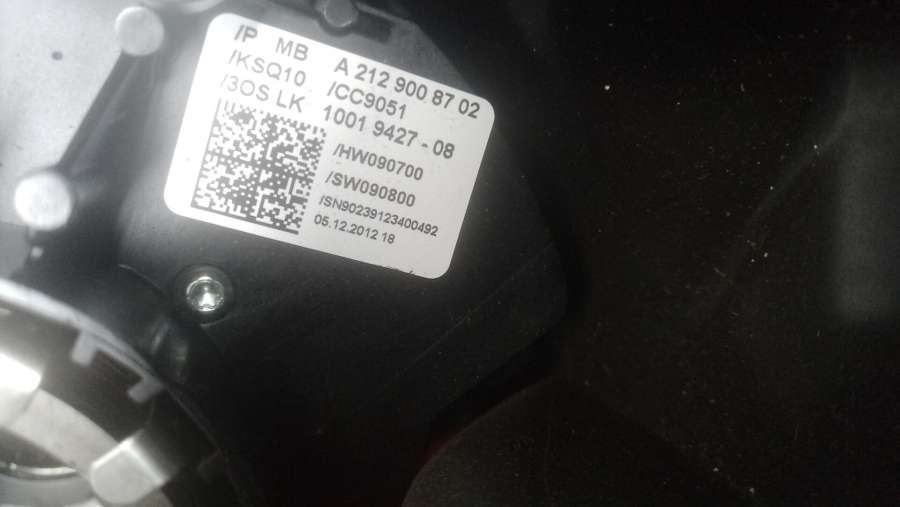 /P MB A 212 900 87 02
/KSQ10 /CC9051
/3OS LK 1001 9427 - 08
/HW090700
/SW090800
/SN90239123400492
05.12.2012 18